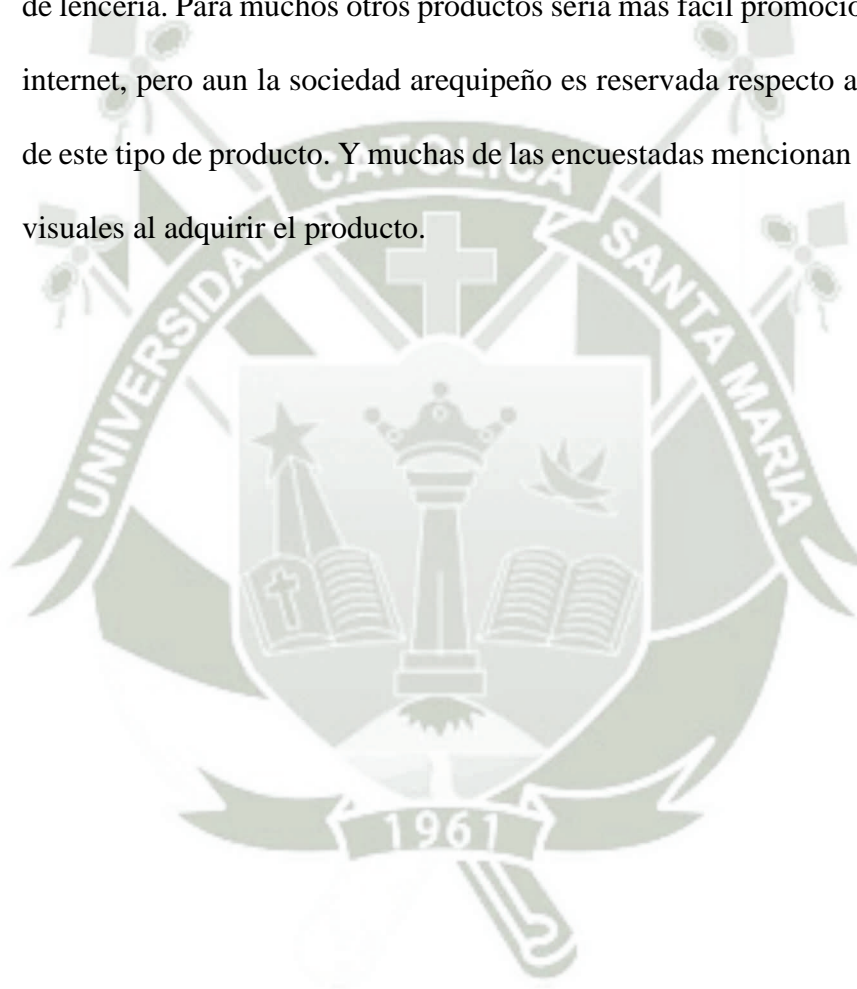 de lencería. Para muchos otros productos sería más fácil
internet, pero aun la sociedad arequipeño es reservada respecto a
de este tipo de producto. Y muchas de las encuestadas mencionan
visuales al adquirir el producto.
UNIVERSIDAD CATOLICA SANTA MARIA
1961